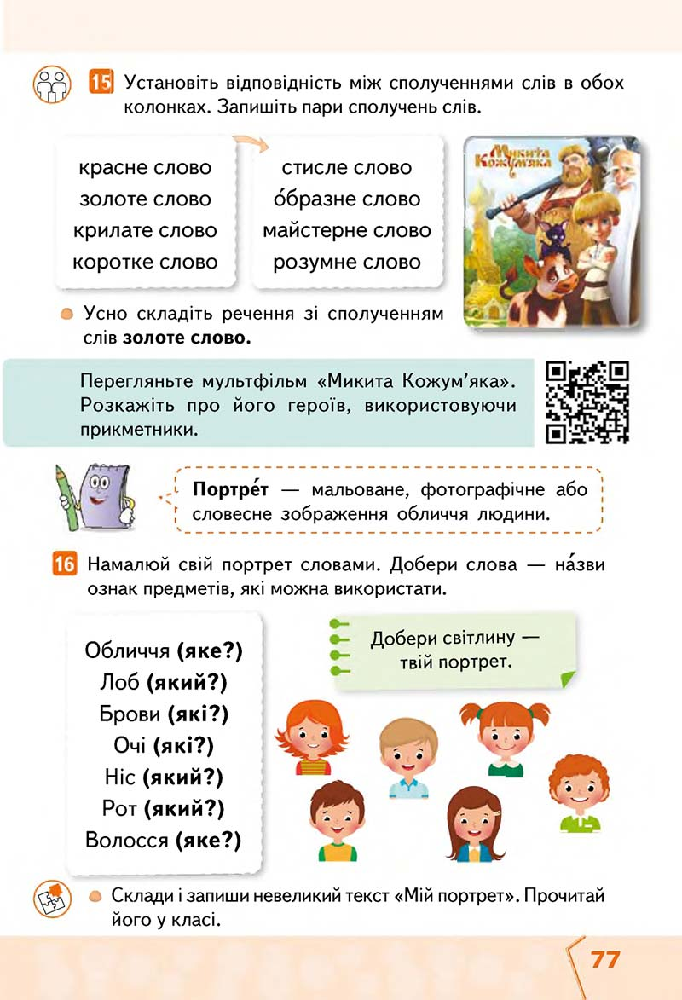 15 Установіть відповідність між сполученнями слів в обох
колонках. Запишіть пари сполучень слів.
красне слово
золоте слово
крилате слово
коротке слово
стисле слово
о́бразне слово
майстерне слово
розумне слово
Микита
Кожум'яка
Усно складіть речення зі сполученням
слів золоте слово.
Перегляньте мультфільм «Микита Кожум’яка».
Розкажіть про його героїв, використовуючи
прикметники.
Портре́т — мальоване, фотографічне або
словесне зображення обличчя людини.
16 Намалюй свій портрет словами. Добери слова — на́зви
ознак предметів, які можна використати.
Обличчя (яке?)
Лоб (який?)
Брови (які?)
Очі (які?)
Ніс (який?)
Рот (який?)
Волосся (яке?)
Добери світлину —
твій портрет.
Склади і запиши невеликий текст «Мій портрет». Прочитай
його у класі.
77